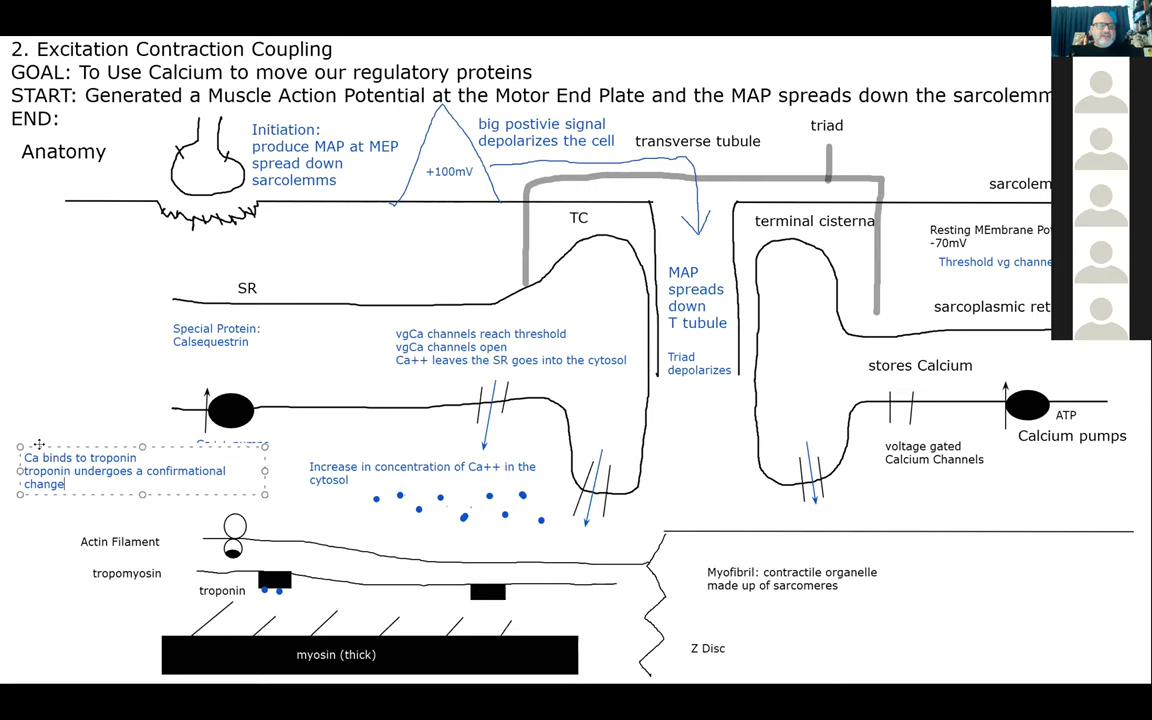 2. Excitation Contraction Coupling
GOAL: To Use Calcium to move our regulatory proteins
START: Generated a Muscle Action Potential at the Motor End Plate and the MAP spreads down the sarcolemm
END:
Anatomy
Initiation:
produce MAP at MEP
spread down
sarcolemms
+100mV
big postivie signal
depolarizes the cell
transverse tubule
triad
sarcolem
TC
terminal cisterna
Resting MEmbrane Po
-70mV
Threshold vg channe
SR
MAP
spreads
down
T tubule
sarcoplasmic ret
Special Protein:
Calsequestrin
vgCa channels reach threshold
vgCa channels open
Ca++ leaves the SR goes into the cytosol
Triad
depolarizes
stores Calcium
ATP
Calcium pumps
voltage gated
Calcium Channels
Ca++ pumps
Ca binds to troponin
troponin undergoes a confirmational
change
Increase in concentration of Ca++ in the
cytosol
Actin Filament
tropomyosin
troponin
Myofibril: contractile organelle
made up of sarcomeres
myosin (thick)
Z Disc